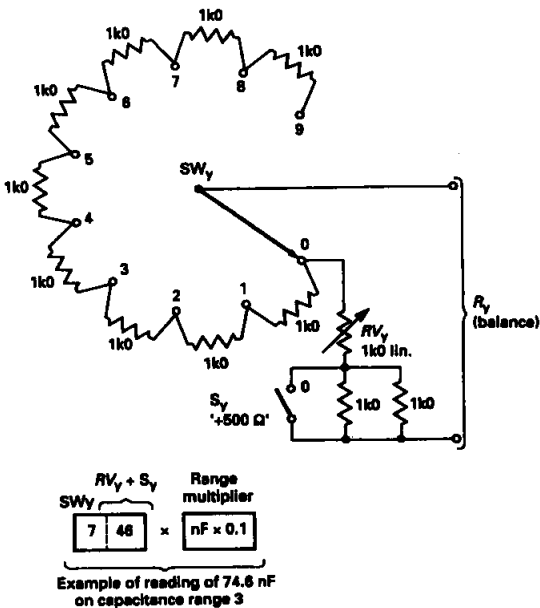 1k0
1k0
1k0
1k0
7
8
6
9
1k0
5
SWy
1k0
4
0
3
1
2
1k0
1k0
1k0
1k0
RVy
1k0 lin.
Ry
(balance)
Sy
'+500 Ω'
0
1k0
1k0
RVy + Sy
SWy
Range
multiplier
7 46 × nF × 0.1
Example of reading of 74.6 nF
on capacitance range 3